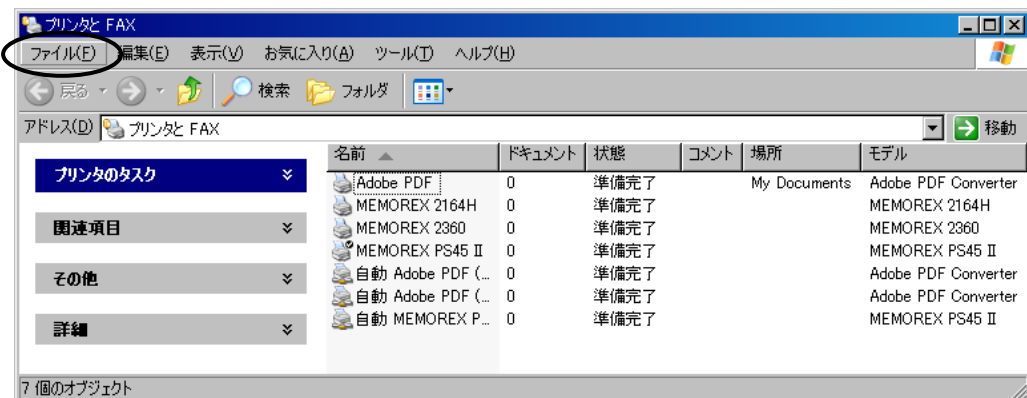 プリンタと FAX
ファイル(F) 編集(E) 表示(V) お気に入り(A) ツール(T) ヘルプ(H)
戻る 検索 フォルダ
アドレス(D) プリンタと FAX 移動
プリンタのタスク
関連項目
その他
詳細
名前 ドキュメント 状態 コメント 場所 モデル
Adobe PDF 0 準備完了 My Documents Adobe PDF Converter
MEMOREX 2164H 0 準備完了 MEMOREX 2164H
MEMOREX 2360 0 準備完了 MEMOREX 2360
MEMOREX PS45 Ⅱ 0 準備完了 MEMOREX PS45 Ⅱ
自動 Adobe PDF (... 0 準備完了 Adobe PDF Converter
自動 Adobe PDF (... 0 準備完了 Adobe PDF Converter
自動 MEMOREX P... 0 準備完了 MEMOREX PS45 Ⅱ
7 個のオブジェクト